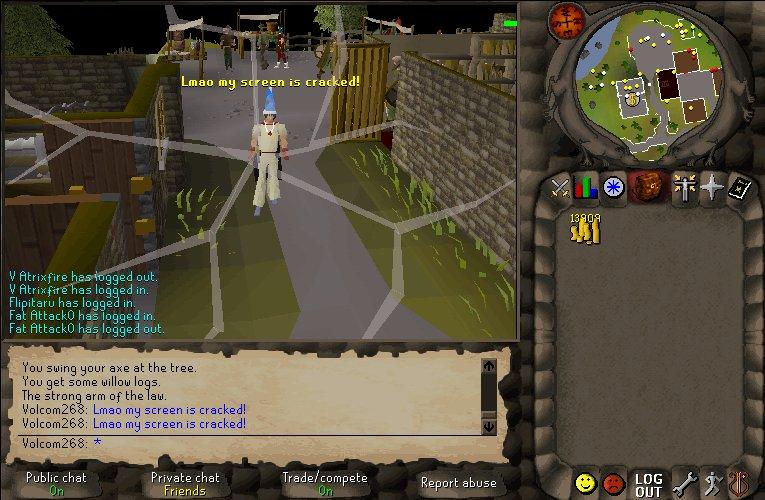 Lmao my screen is cracked!
13909
V Atrixfire has logged out.
V Atrixfire has logged in.
Flipitaru has logged in.
Fat Attack0 has logged in.
Fat Attack0 has logged out.
You swing your axe at the tree.
You get some willow logs.
The strong arm of the law.
Volcom268: Lmao my screen is cracked!
Volcom268: Lmao my screen is cracked!
Volcom268: *
Public chat
On
Private chat
Friends
Trade/compete
On
Report abuse
LOG
OUT